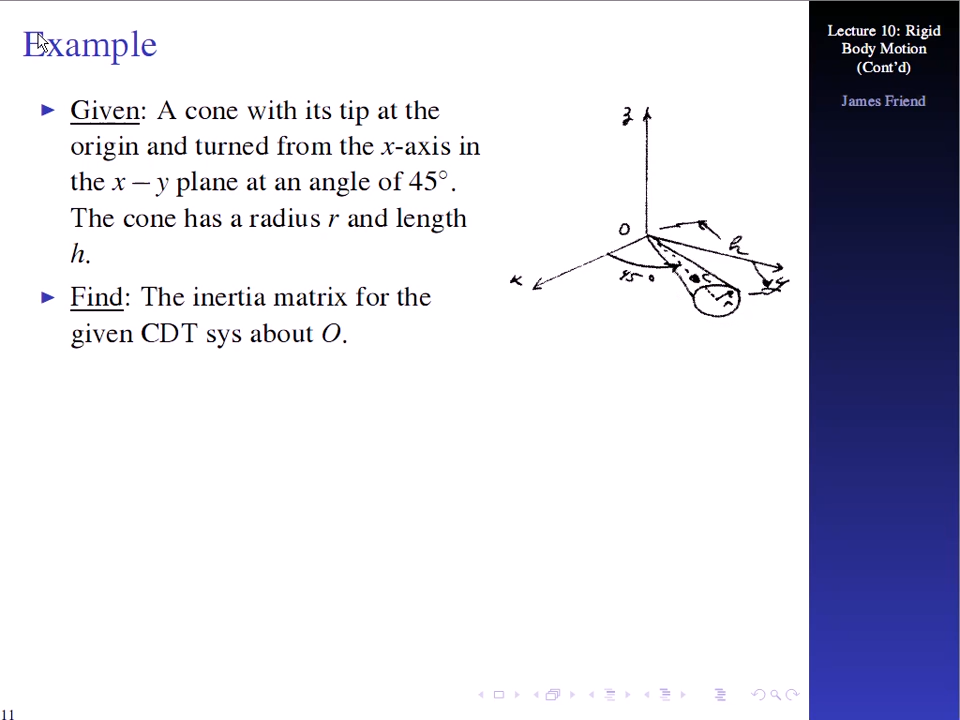 Example
Given: A cone with its tip at the
origin and turned from the x-axis in
the x − y plane at an angle of 45°.
The cone has a radius r and length
h.
Find: The inertia matrix for the
given CDT sys about O.
z
O
h
x
45°
C
r
y
Lecture 10: Rigid
Body Motion
(Cont'd)
James Friend
11